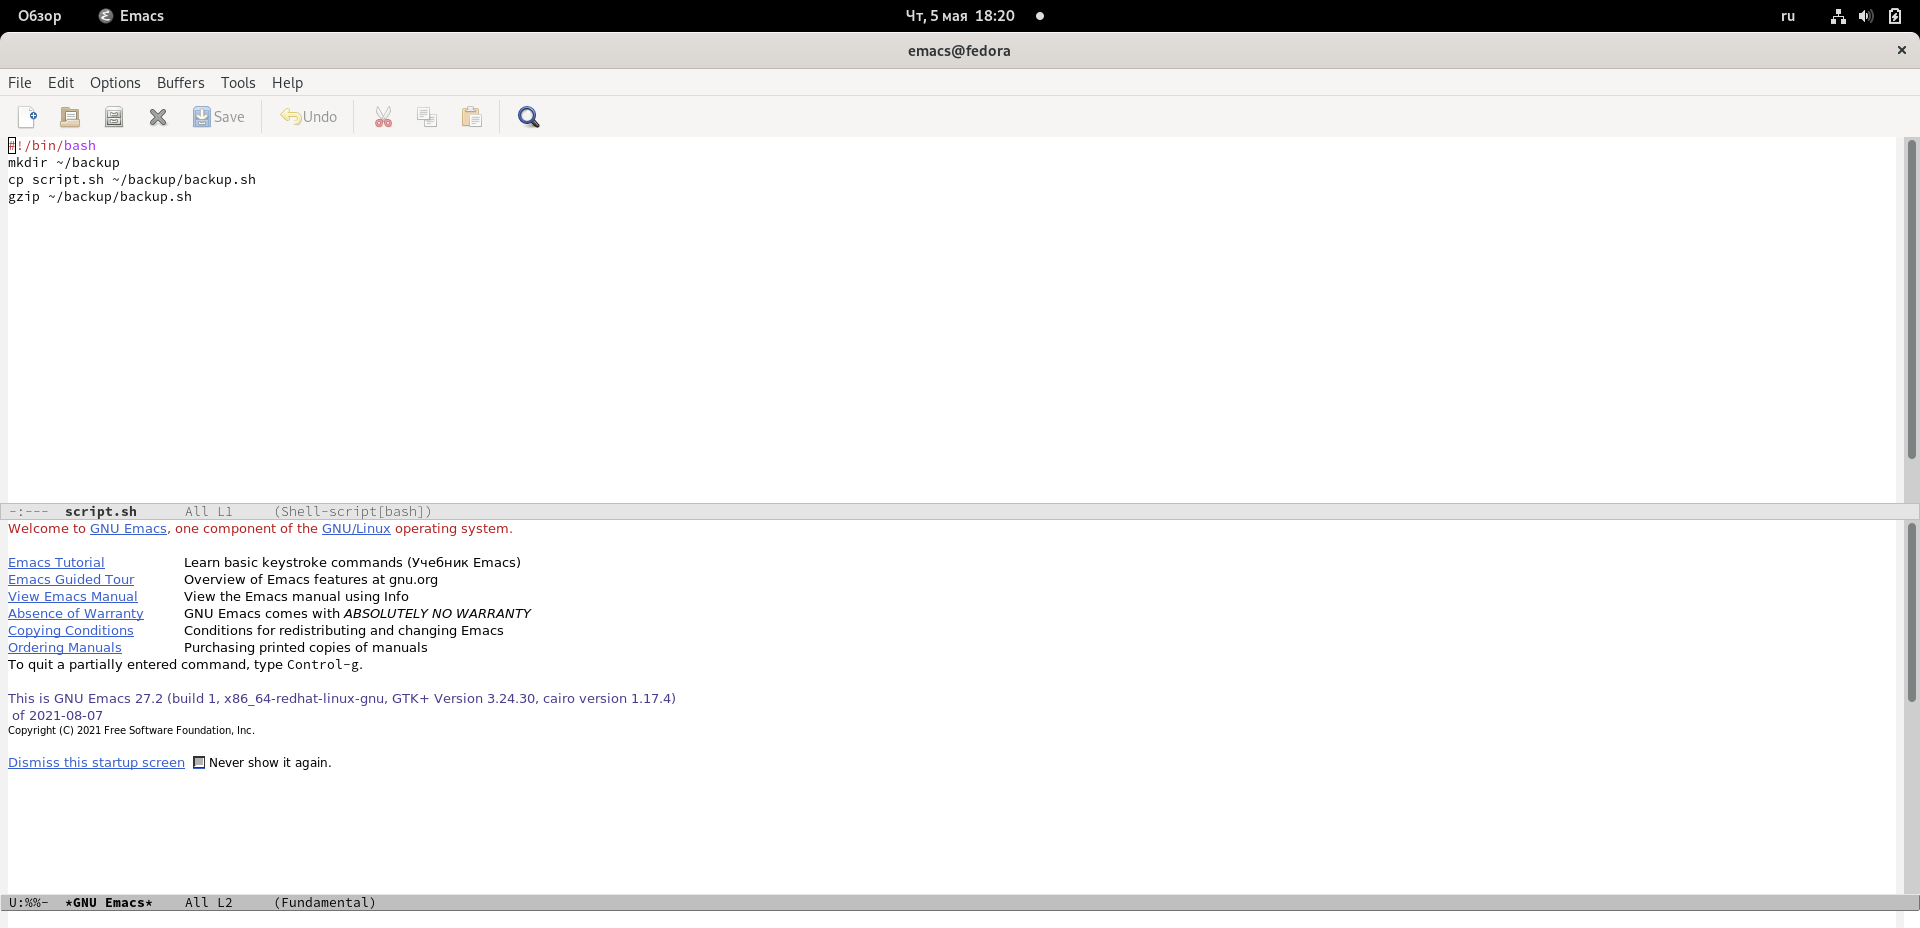 Обзор Emacs Чт, 5 мая 18:20 ru
emacs@fedora
File Edit Options Buffers Tools Help
Save Undo
#!/bin/bash
mkdir ~/backup
cp script.sh ~/backup/backup.sh
gzip ~/backup/backup.sh
-:--- script.sh All L1 (Shell-script[bash])
Welcome to GNU Emacs, one component of the GNU/Linux operating system.
Emacs Tutorial Learn basic keystroke commands (Учебник Emacs)
Emacs Guided Tour Overview of Emacs features at gnu.org
View Emacs Manual View the Emacs manual using Info
Absence of Warranty GNU Emacs comes with ABSOLUTELY NO WARRANTY
Copying Conditions Conditions for redistributing and changing Emacs
Ordering Manuals Purchasing printed copies of manuals
To quit a partially entered command, type Control-g.
This is GNU Emacs 27.2 (build 1, x86_64-redhat-linux-gnu, GTK+ Version 3.24.30, cairo version 1.17.4)
of 2021-08-07
Copyright (C) 2021 Free Software Foundation, Inc.
Dismiss this startup screen Never show it again.
U:%%- *GNU Emacs* All L2 (Fundamental)